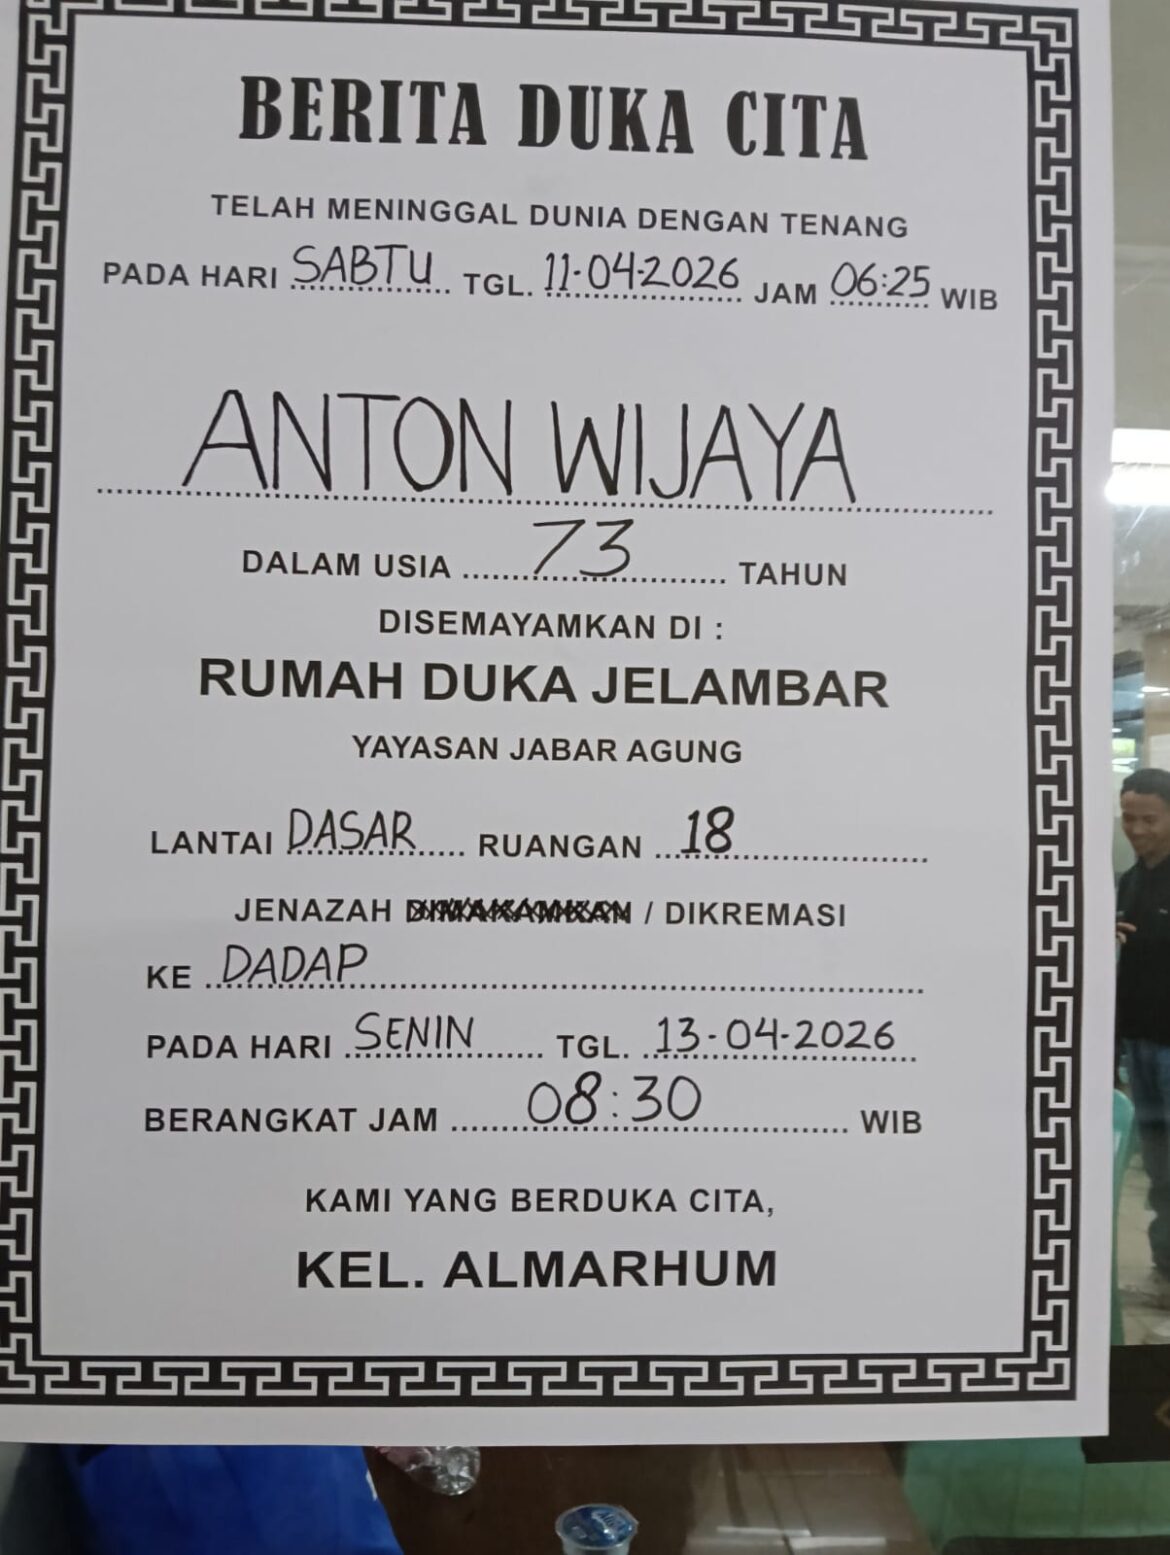 BERITA DUKA CITA
TELAH MENINGGAL DUNIA DENGAN TENANG
PADA HARI SABTU TGL. 11-04-2026 JAM 06:25 WIB
ANTON WIJAYA
DALAM USIA 73 TAHUN
DISEMAYAMKAN DI :
RUMAH DUKA JELAMBAR
YAYASAN JABAR AGUNG
LANTAI DASAR RUANGAN 18
JENAZAH DIMAKAMKAN / DIKREMASI
KE DADAP
PADA HARI SENIN TGL. 13-04-2026
BERANGKAT JAM 08:30 WIB
KAMI YANG BERDUKA CITA,
KEL. ALMARHUM